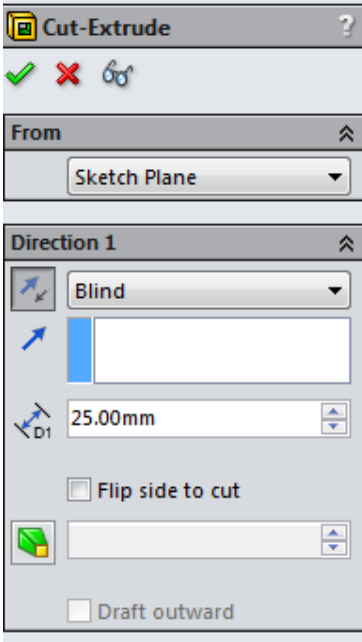 Cut-Extrude ?
From
Sketch Plane
Direction 1
Blind
D1 25.00mm
Flip side to cut
Draft outward